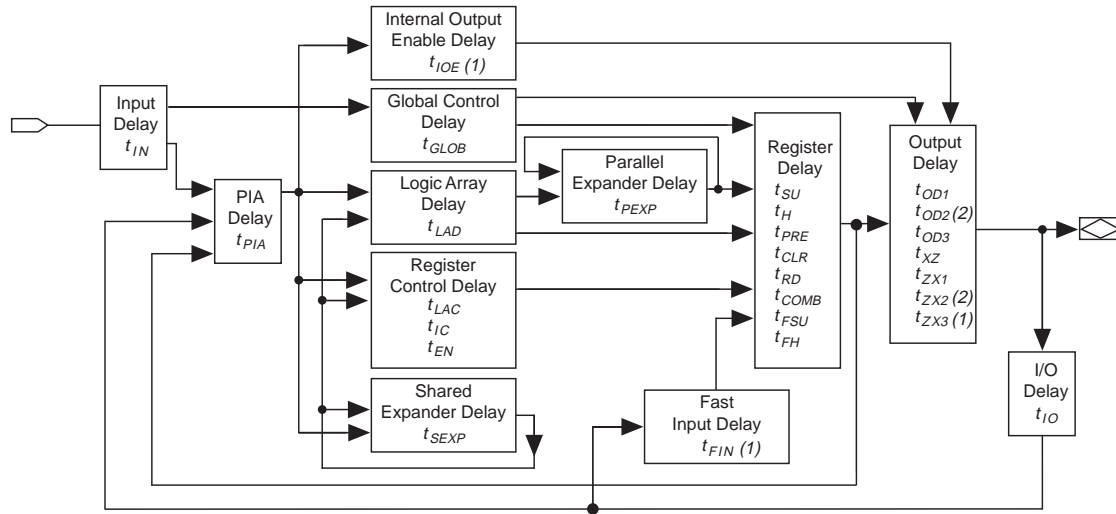 Internal Output
Enable Delay
tIOE (1)
Input
Delay
tIN
Global Control
Delay
tGLOB
PIA
Delay
tPIA
Logic Array
Delay
tLAD
Parallel
Expander Delay
tPEXP
Register
Control Delay
tLAC
tIC
tEN
Shared
Expander Delay
tSEXP
Fast
Input Delay
tFIN (1)
Register
Delay
tSU
tH
tPRE
tCLR
tRD
tCOMB
tFSU
tFH
Output
Delay
tOD1
tOD2 (2)
tOD3
tXZ
tZX1
tZX2 (2)
tZX3 (1)
I/O
Delay
tIO